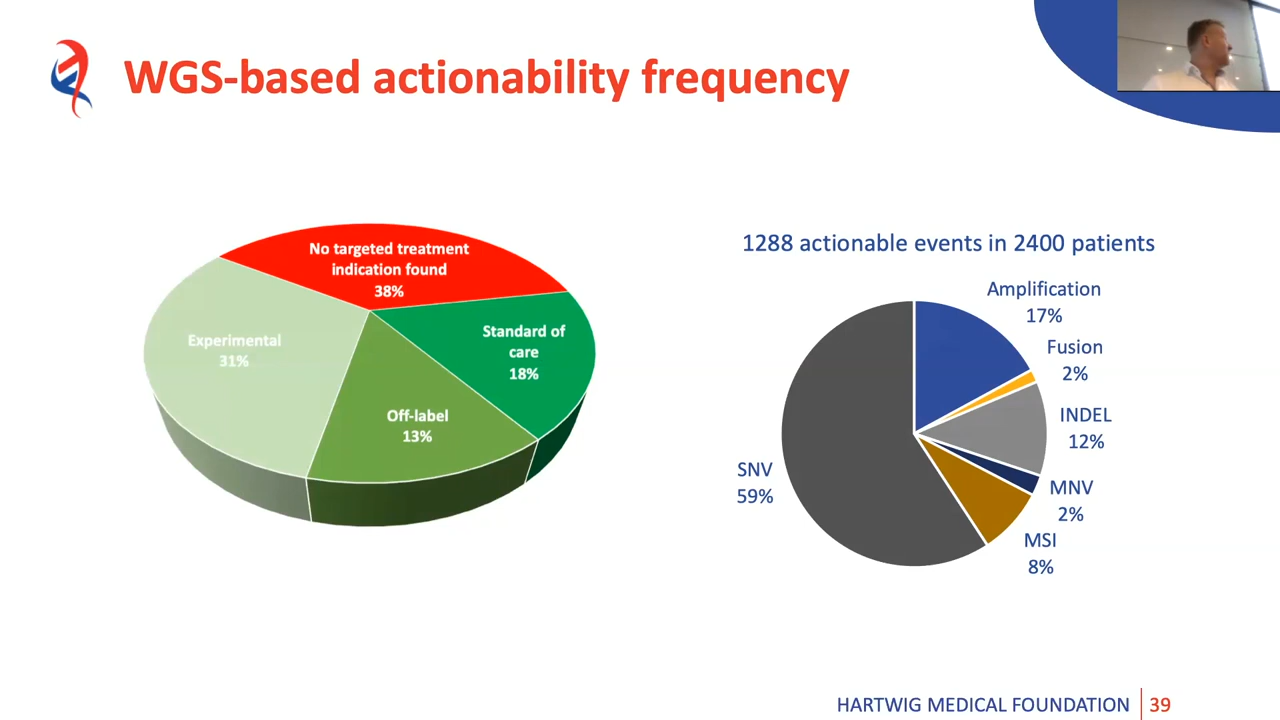 WGS-based actionability frequency
No targeted treatment
indication found
38%
Experimental
31%
Standard of
care
18%
Off-label
13%
1288 actionable events in 2400 patients
Amplification
17%
Fusion
2%
INDEL
12%
MNV
2%
MSI
8%
SNV
59%
HARTWIG MEDICAL FOUNDATION 39